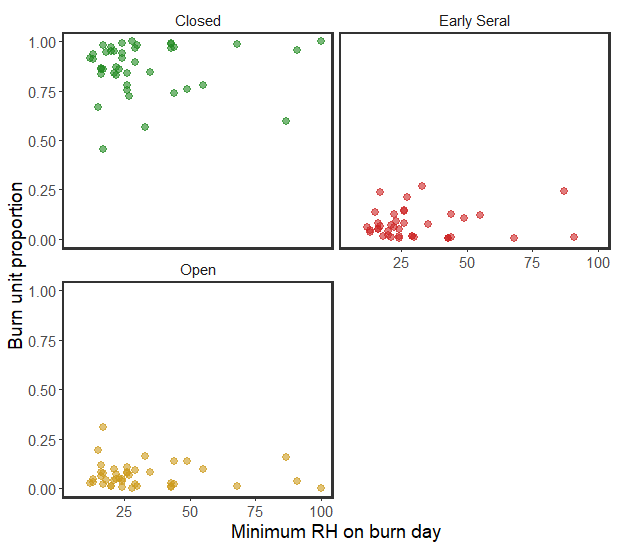 Closed
Early Seral
1.00
0.75
0.50
0.25
0.00
25 50 75 100
Open
1.00
0.75
0.50
0.25
0.00
25 50 75 100
Burn unit proportion
Minimum RH on burn day